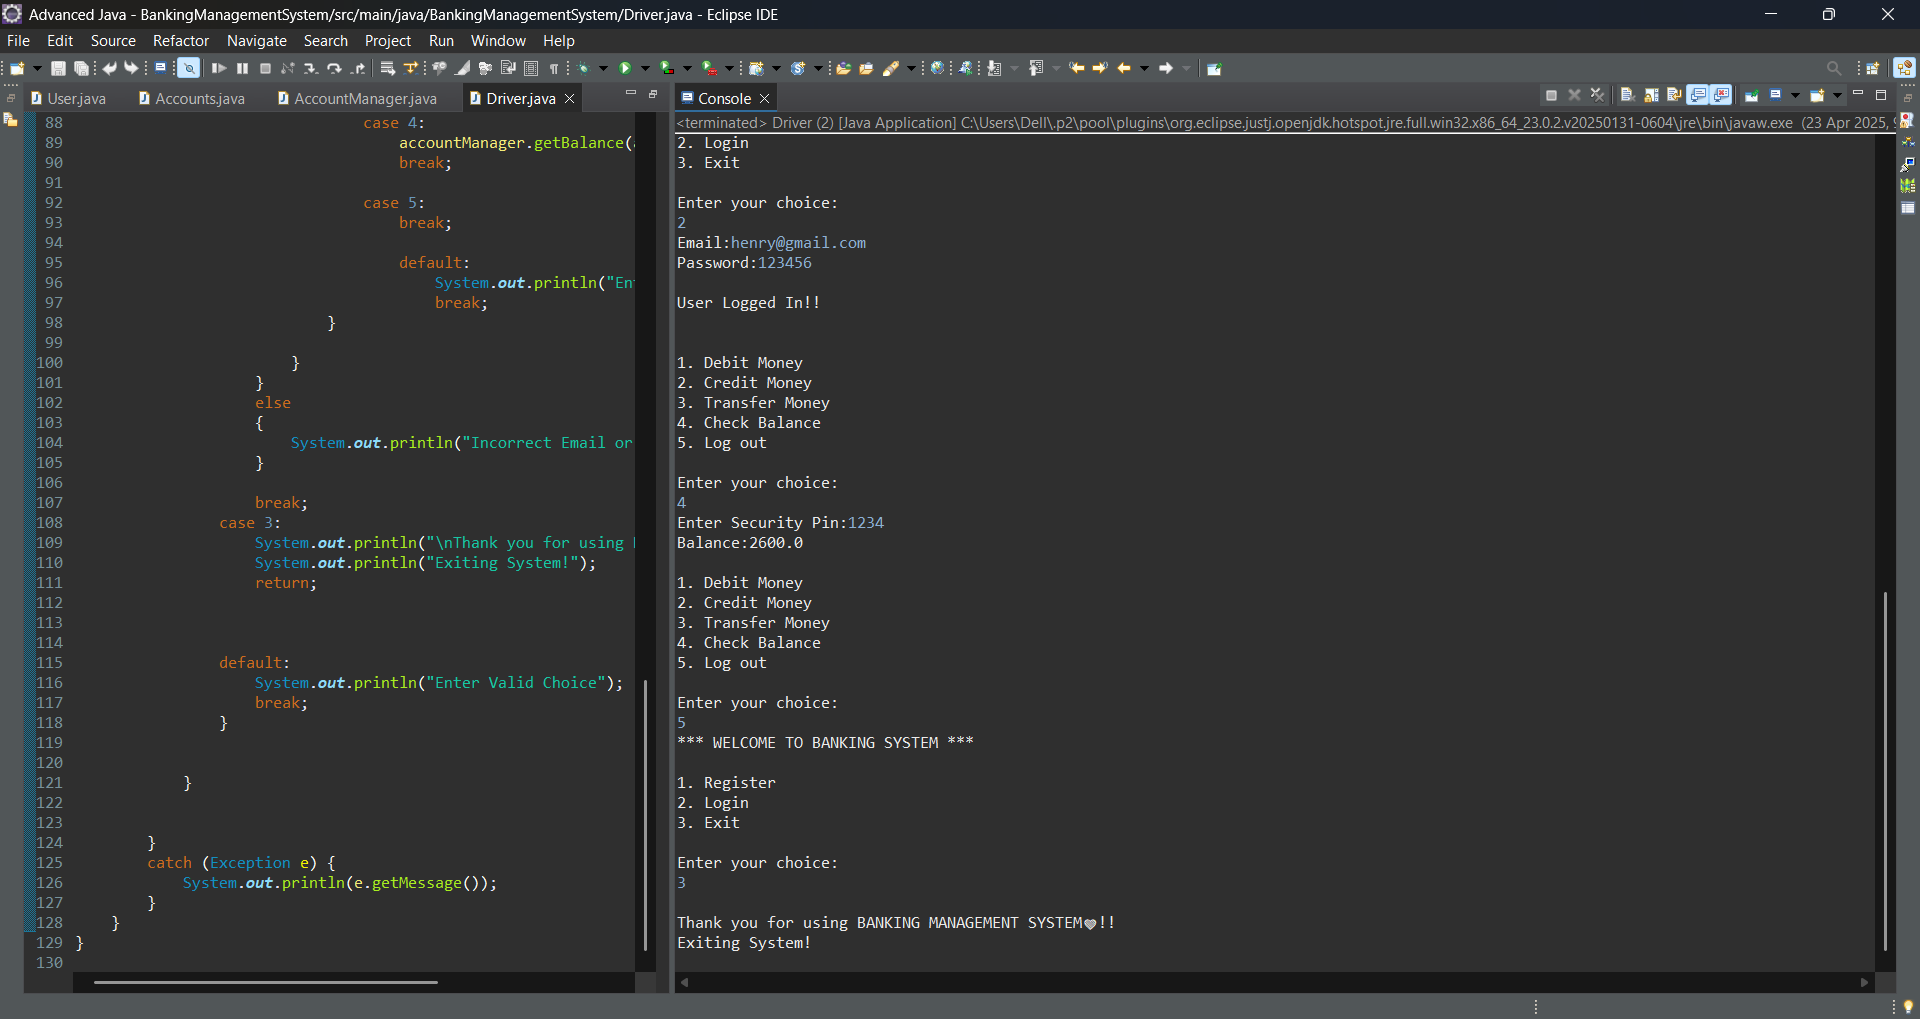 Advanced Java - BankingManagementSystem/src/main/java/BankingManagementSystem/Driver.java - Eclipse IDE
File Edit Source Refactor Navigate Search Project Run Window Help
User.java Accounts.java AccountManager.java Driver.java
88 case 4:
89 accountManager.getBalance(
90 break;
91
92 case 5:
93 break;
94
95 default:
96 System.out.println("En
97 break;
98 }
99
100 }
101 }
102 else
103 {
104 System.out.println("Incorrect Email or
105 }
106
107 break;
108 case 3:
109 System.out.println("\nThank you for using
110 System.out.println("Exiting System!");
111 return;
112
113
114
115 default:
116 System.out.println("Enter Valid Choice");
117 break;
118 }
119
120
121 }
122
123
124 }
125 catch (Exception e) {
126 System.out.println(e.getMessage());
127 }
128 }
129 }
130
Console
<terminated> Driver (2) [Java Application] C:\Users\Dell\.p2\pool\plugins\org.eclipse.justj.openjdk.hotspot.jre.full.win32.x86_64_23.0.2.v20250131-0604\jre\bin\javaw.exe (23 Apr 2025,
2. Login
3. Exit
Enter your choice:
2
Email:henry@gmail.com
Password:123456
User Logged In!!
1. Debit Money
2. Credit Money
3. Transfer Money
4. Check Balance
5. Log out
Enter your choice:
4
Enter Security Pin:1234
Balance:2600.0
1. Debit Money
2. Credit Money
3. Transfer Money
4. Check Balance
5. Log out
Enter your choice:
5
*** WELCOME TO BANKING SYSTEM ***
1. Register
2. Login
3. Exit
Enter your choice:
3
Thank you for using BANKING MANAGEMENT SYSTEM🩵!!
Exiting System!